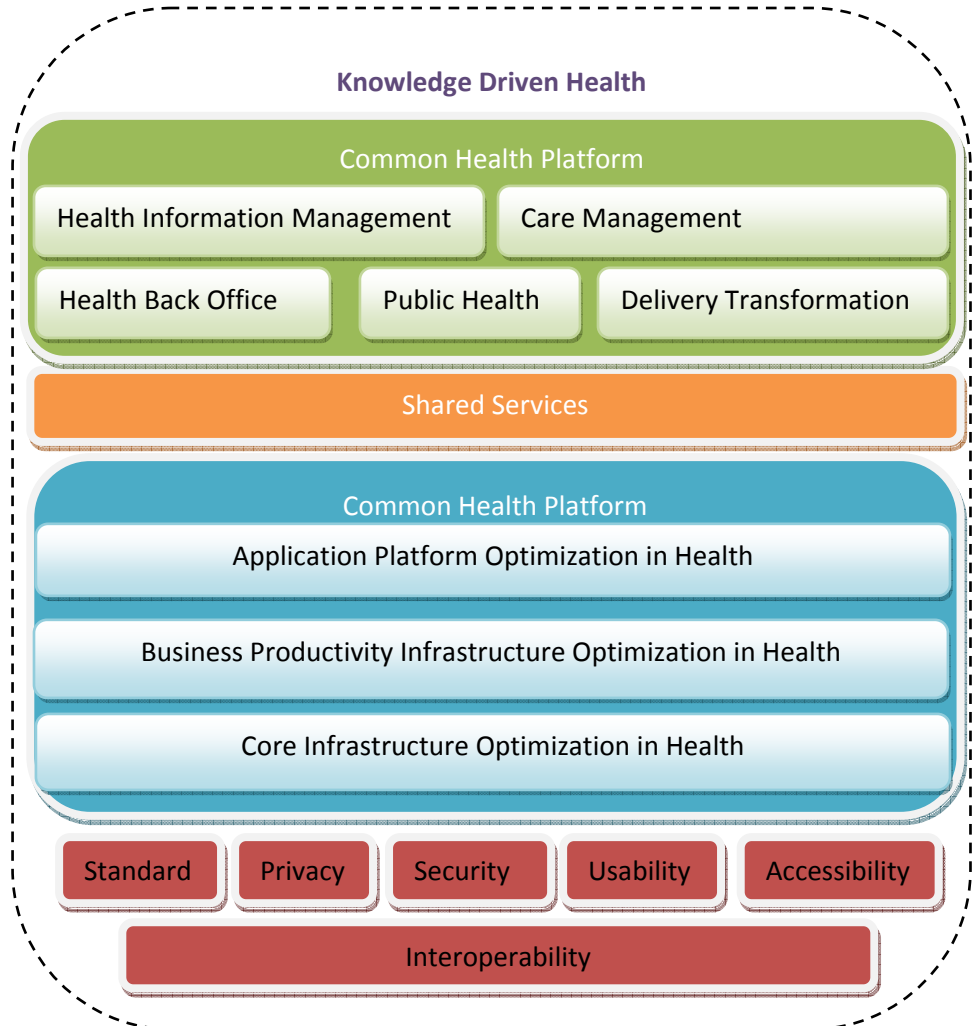 Knowledge Driven Health
Common Health Platform
Health Information Management
Care Management
Health Back Office
Public Health
Delivery Transformation
Shared Services
Common Health Platform
Application Platform Optimization in Health
Business Productivity Infrastructure Optimization in Health
Core Infrastructure Optimization in Health
Standard
Privacy
Security
Usability
Accessibility
Interoperability